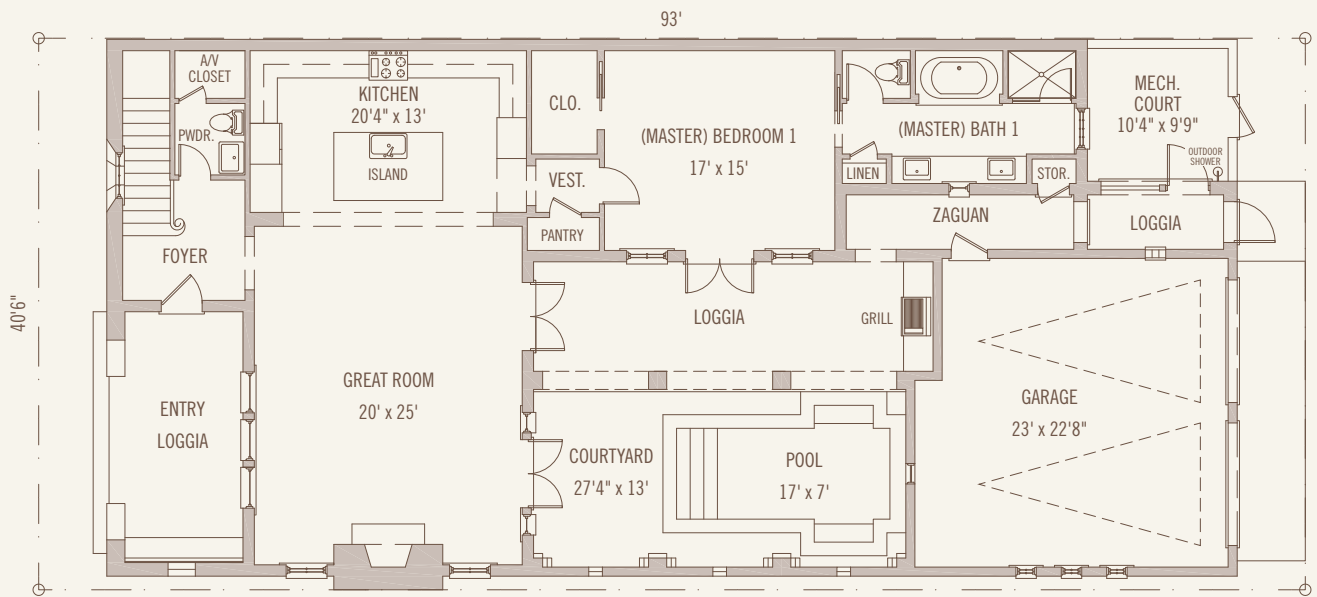 93'
40'6"
A/V
CLOSET
PWDR.
FOYER
ENTRY
LOGGIA
KITCHEN
20'4" x 13'
ISLAND
GREAT ROOM
20' x 25'
CLO.
VEST.
PANTRY
(MASTER) BEDROOM 1
17' x 15'
(MASTER) BATH 1
LINEN
STOR.
MECH.
COURT
10'4" x 9'9"
OUTDOOR
SHOWER
ZAGUAN
LOGGIA
LOGGIA
GRILL
COURTYARD
27'4" x 13'
POOL
17' x 7'
GARAGE
23' x 22'8"